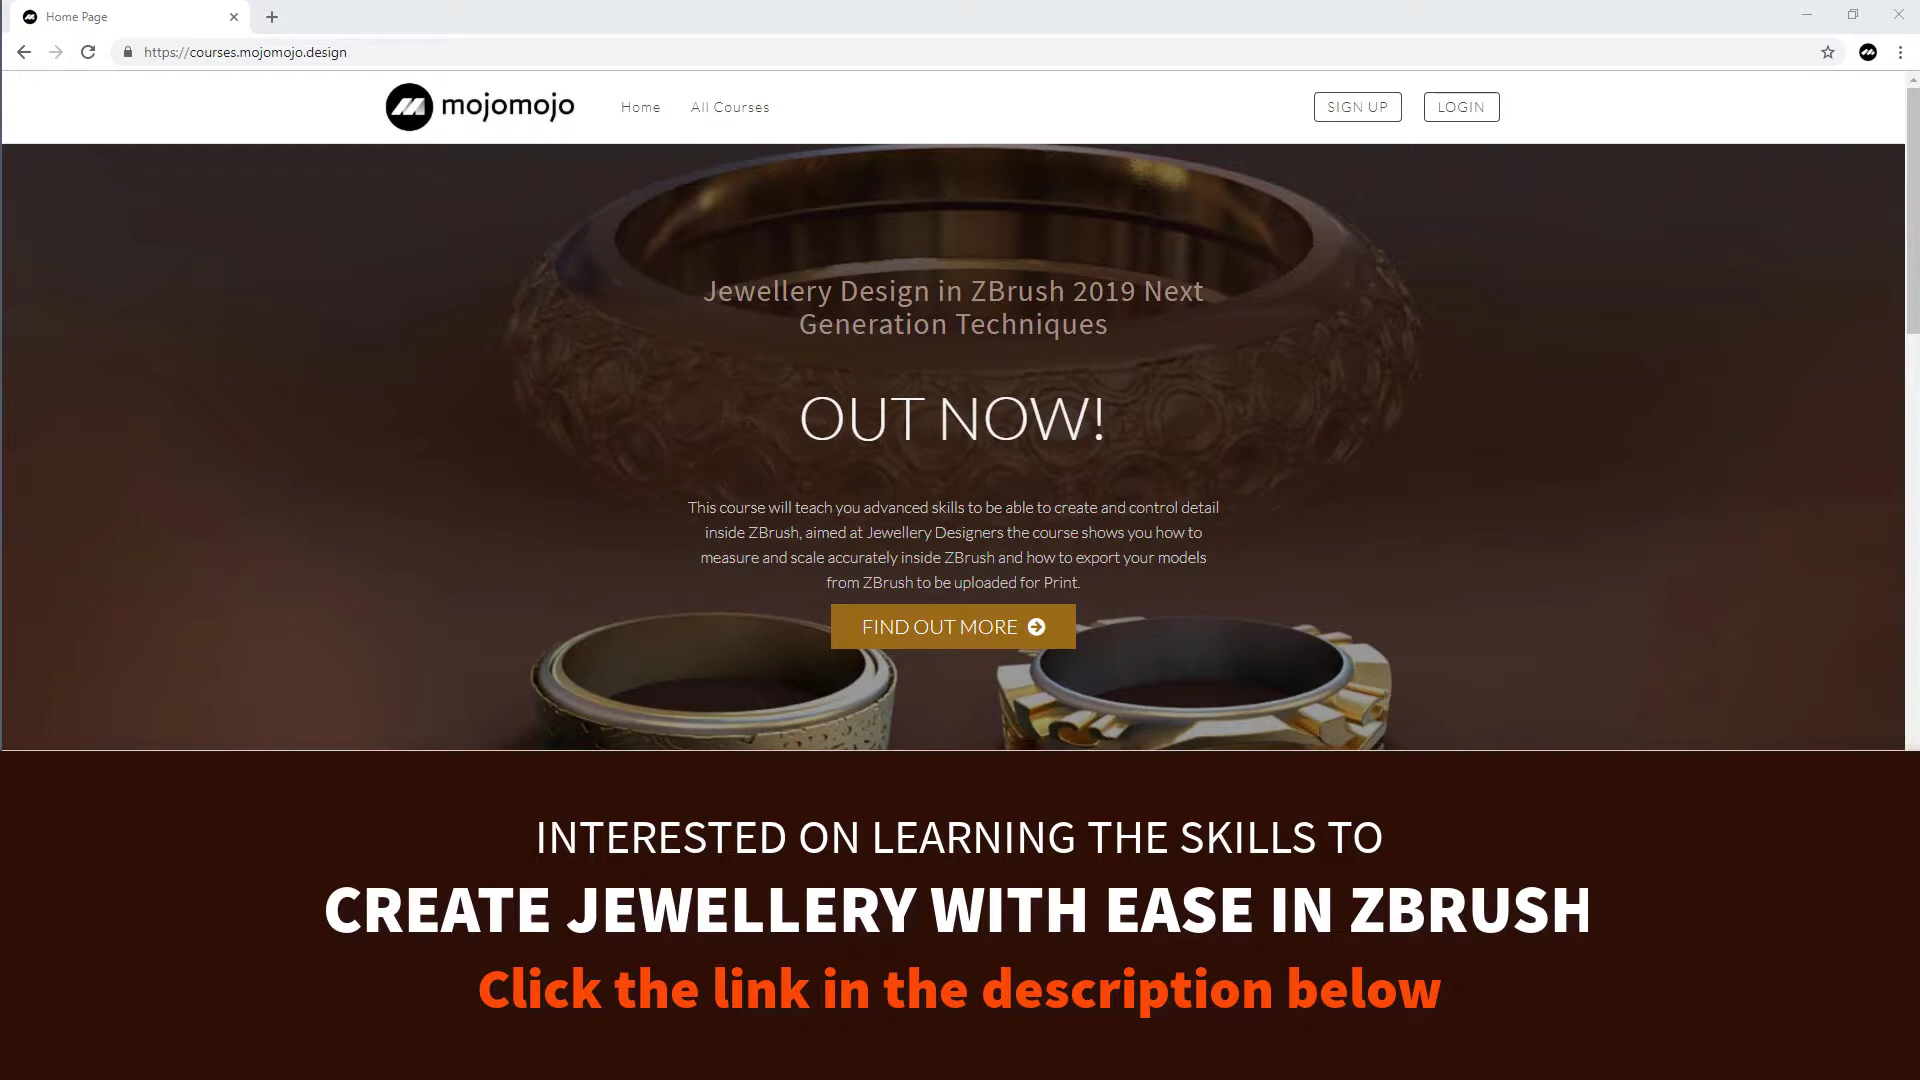 Home Page
https://courses.mojomojo.design
mojomojo
Home
All Courses
SIGN UP
LOGIN
Jewellery Design in ZBrush 2019 Next
Generation Techniques
OUT NOW!
This course will teach you advanced skills to be able to create and control detail
inside ZBrush, aimed at Jewellery Designers the course shows you how to
measure and scale accurately inside ZBrush and how to export your models
from ZBrush to be uploaded for Print.
FIND OUT MORE
INTERESTED ON LEARNING THE SKILLS TO
CREATE JEWELLERY WITH EASE IN ZBRUSH
Click the link in the description below